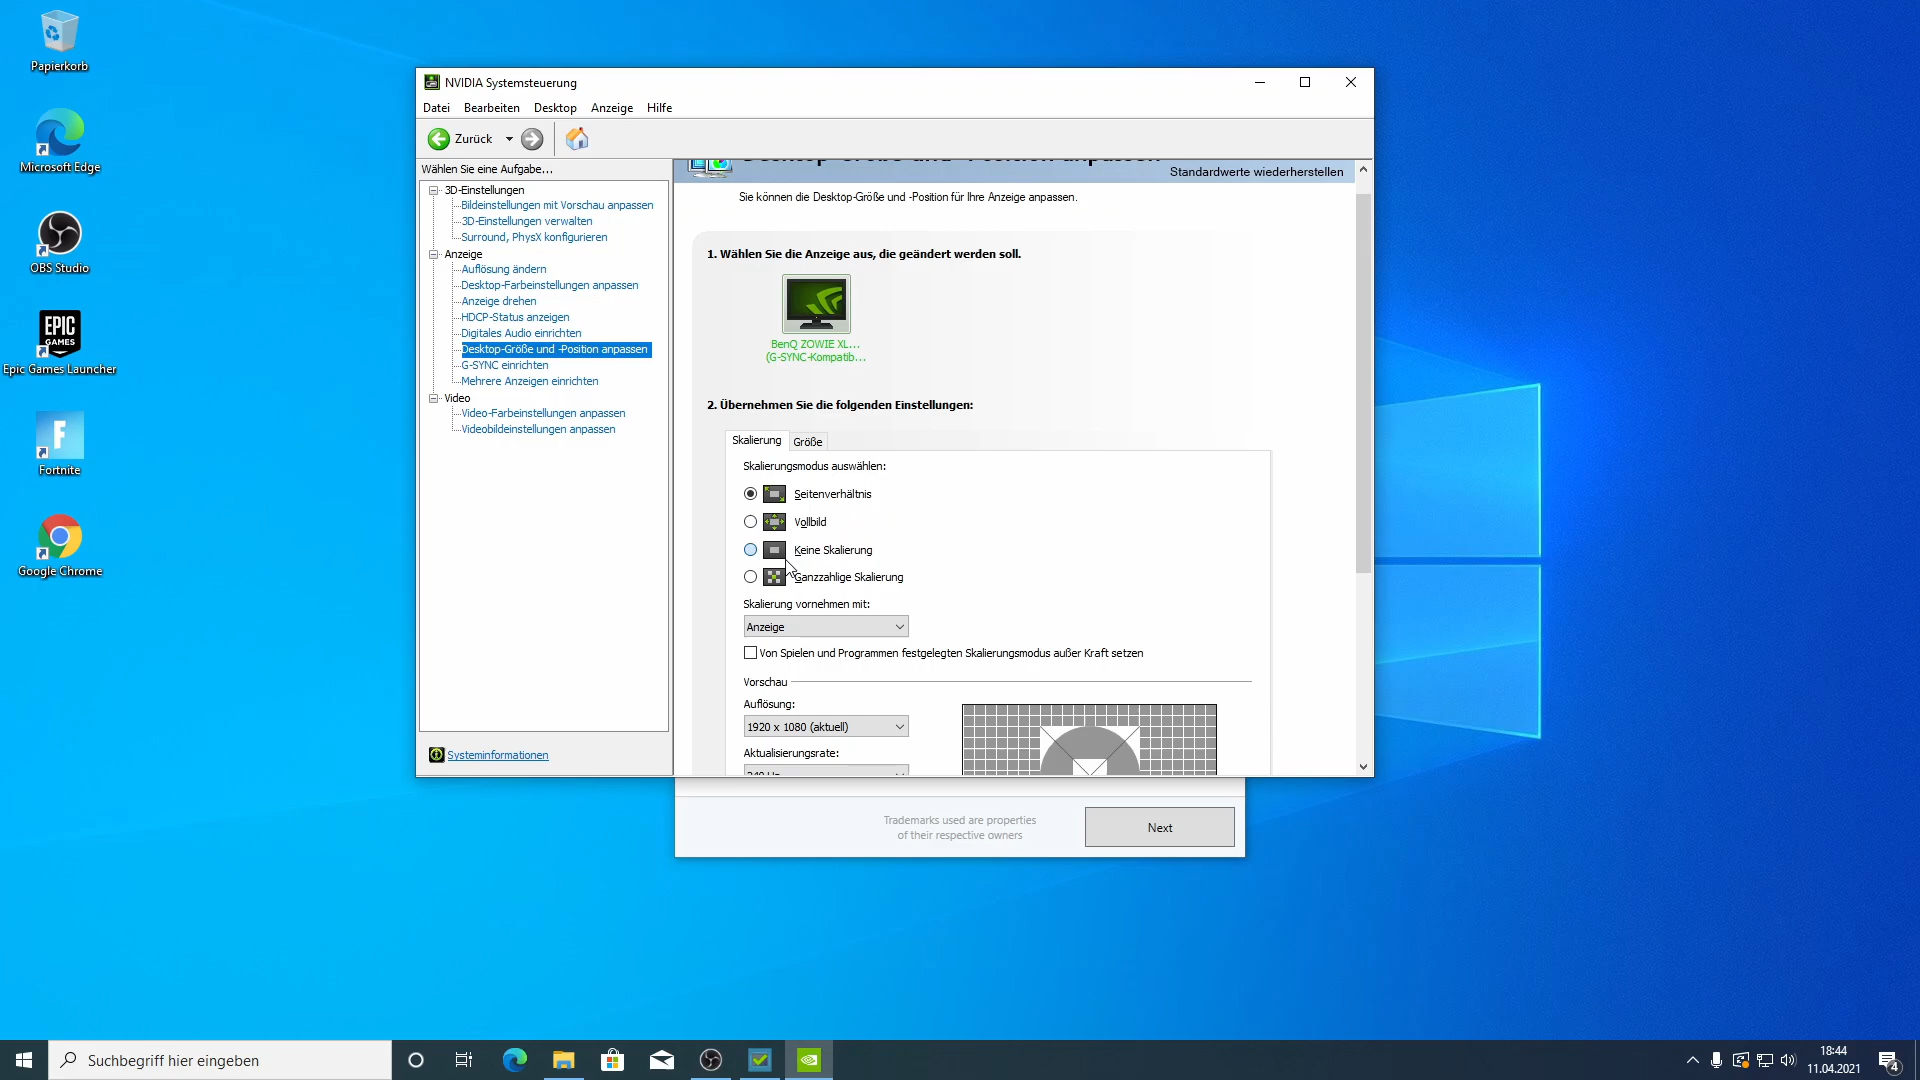 Papierkorb
Microsoft Edge
OBS Studio
EPIC
GAMES
Epic Games Launcher
F
Fortnite
Google Chrome
NVIDIA Systemsteuerung
Datei Bearbeiten Desktop Anzeige Hilfe
Zurück
Wählen Sie eine Aufgabe...
3D-Einstellungen
Bildeinstellungen mit Vorschau anpassen
3D-Einstellungen verwalten
Surround, PhysX konfigurieren
Anzeige
Auflösung ändern
Desktop-Farbeinstellungen anpassen
Anzeige drehen
HDCP-Status anzeigen
Digitales Audio einrichten
Desktop-Größe und -Position anpassen
G-SYNC einrichten
Mehrere Anzeigen einrichten
Video
Video-Farbeinstellungen anpassen
Videobildeinstellungen anpassen
Systeminformationen
Desktop-Größe und -Position anpassen
Standardwerte wiederherstellen
Sie können die Desktop-Größe und -Position für Ihre Anzeige anpassen.
1. Wählen Sie die Anzeige aus, die geändert werden soll.
BenQ ZOWIE XL...
(G-SYNC-Kompatib...
2. Übernehmen Sie die folgenden Einstellungen:
Skalierung Größe
Skalierungsmodus auswählen:
Seitenverhältnis
Vollbild
Keine Skalierung
Ganzzahlige Skalierung
Skalierung vornehmen mit:
Anzeige
Von Spielen und Programmen festgelegten Skalierungsmodus außer Kraft setzen
Vorschau
Auflösung:
1920 x 1080 (aktuell)
Aktualisierungsrate:
Trademarks used are properties
of their respective owners
Next
Suchbegriff hier eingeben
18:44
11.04.2021
4